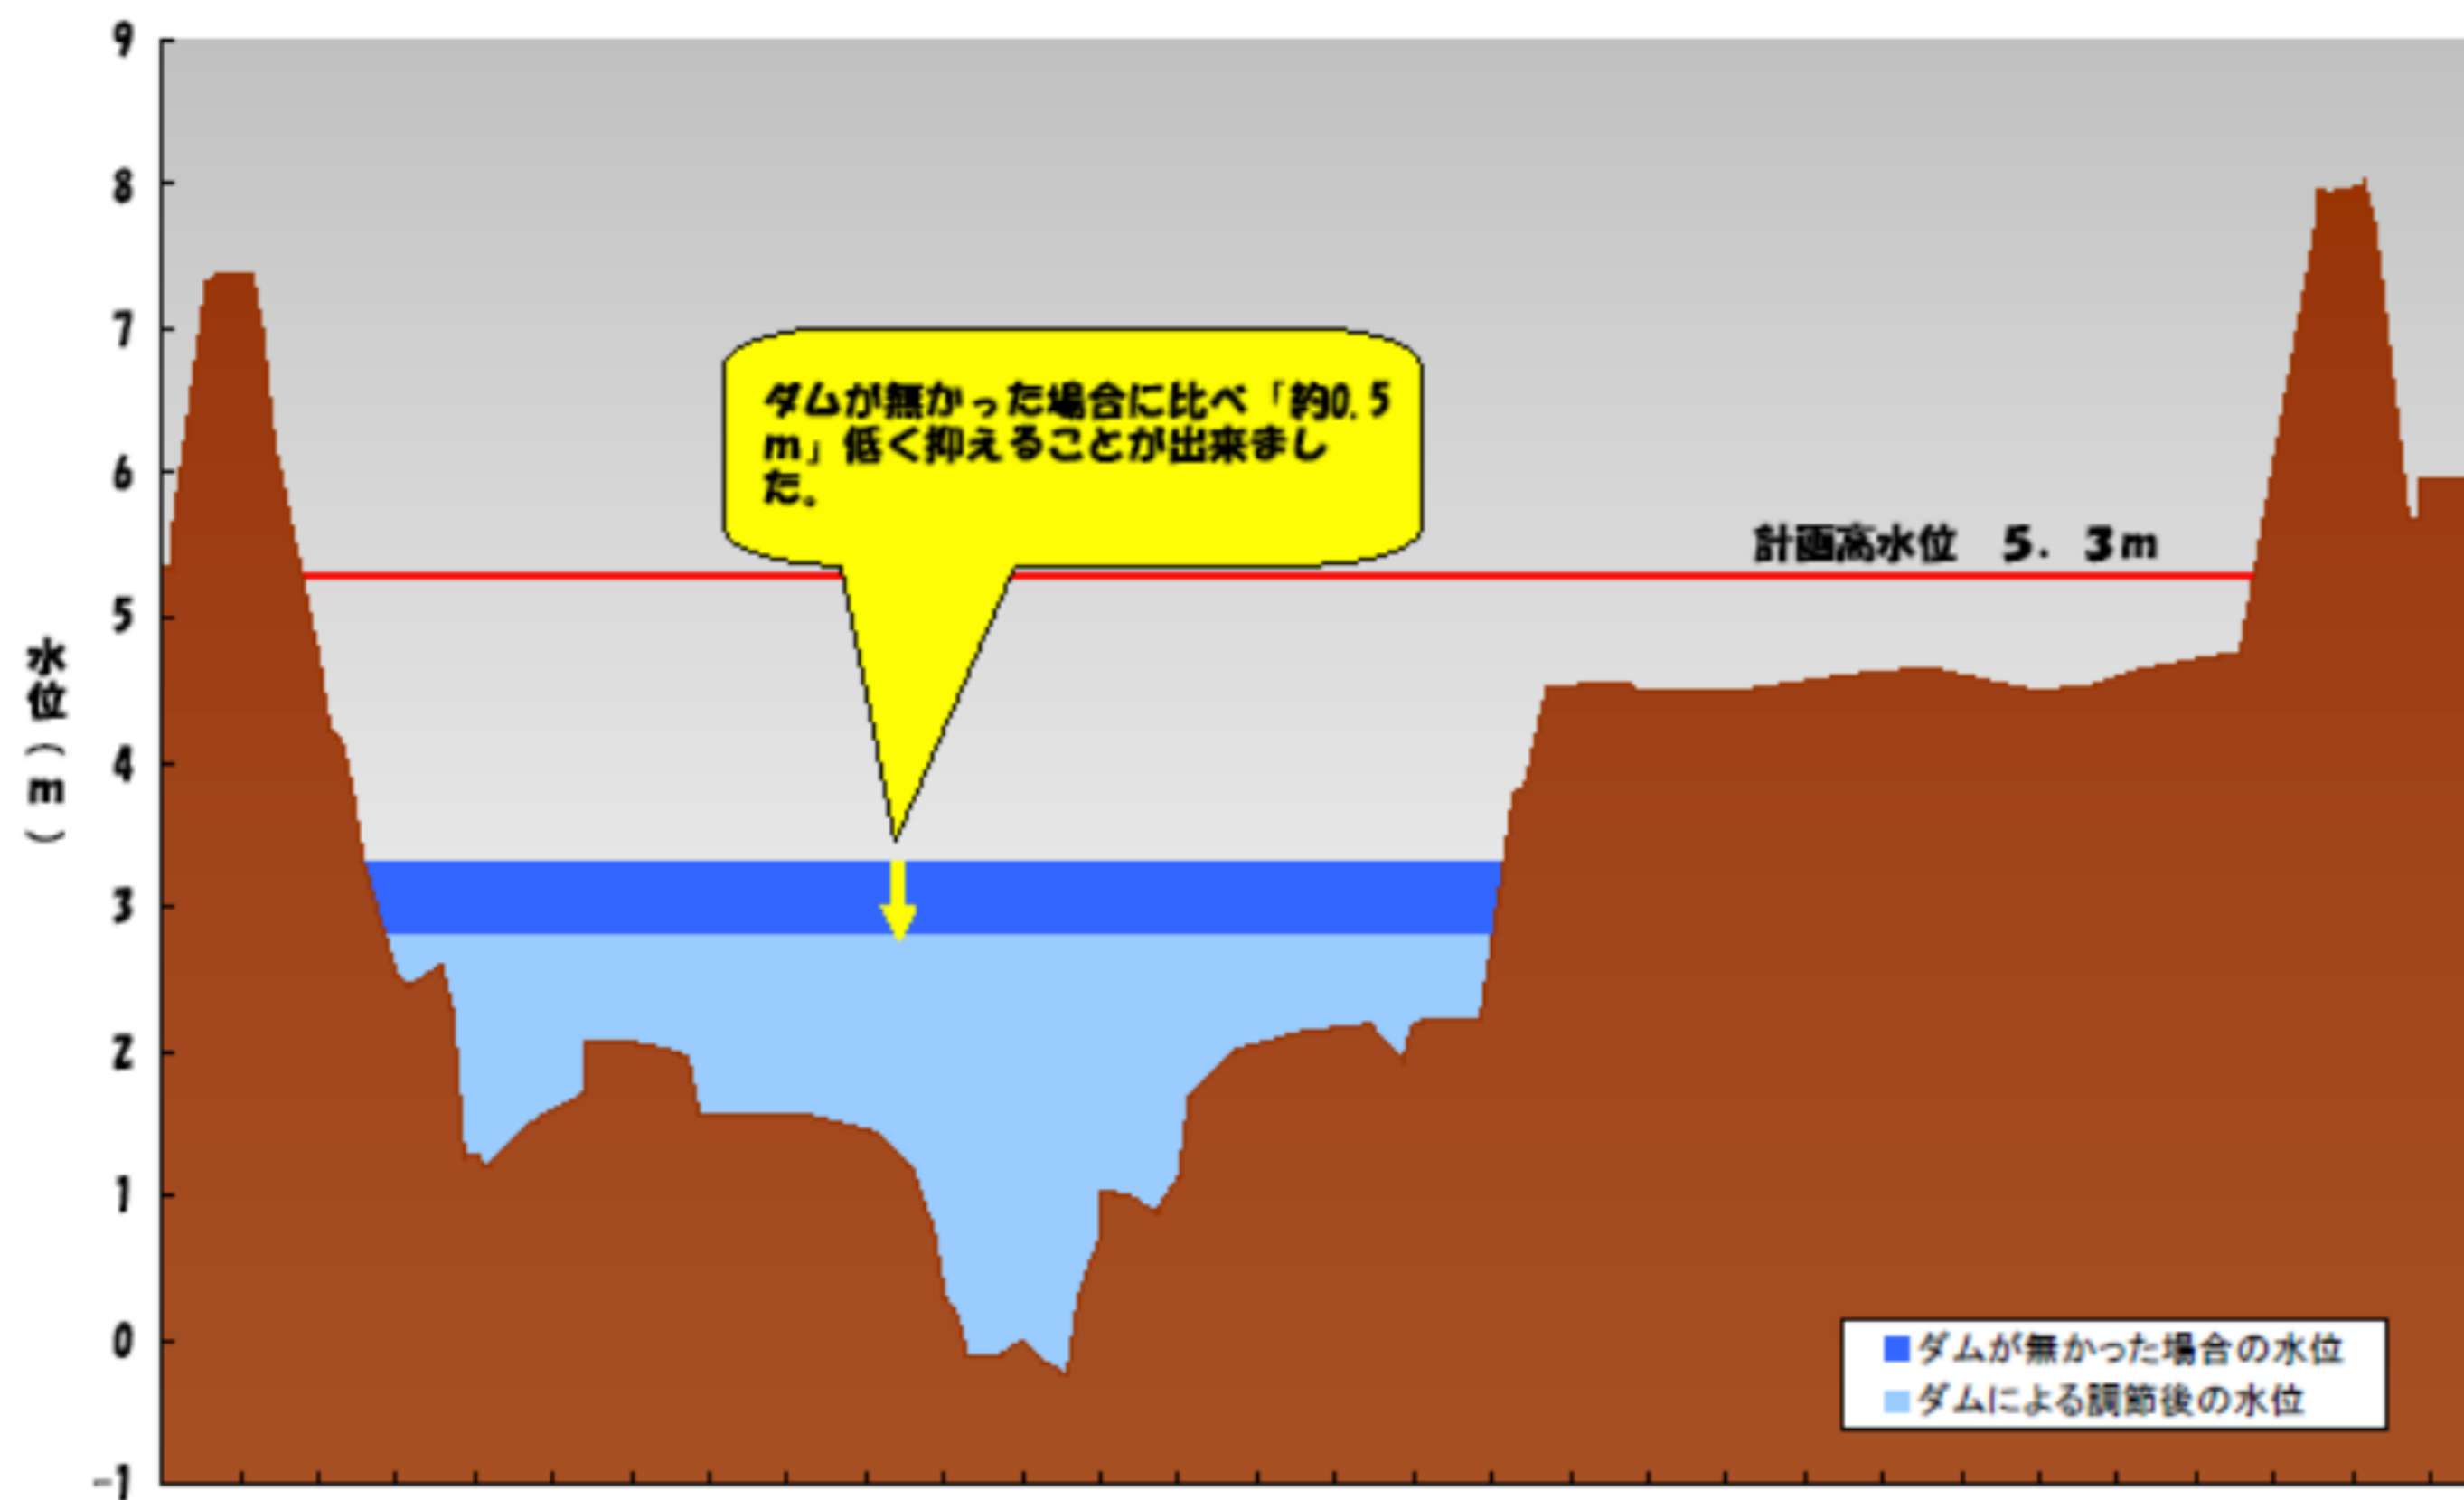 9
8
7
6
5
4
3
2
1
0
-1
水位（m）
ダムが無かった場合に比べ「約0.5
m」低く抑えることが出来まし
た。
計画高水位　５．３m
ダムが無かった場合の水位
ダムによる調節後の水位